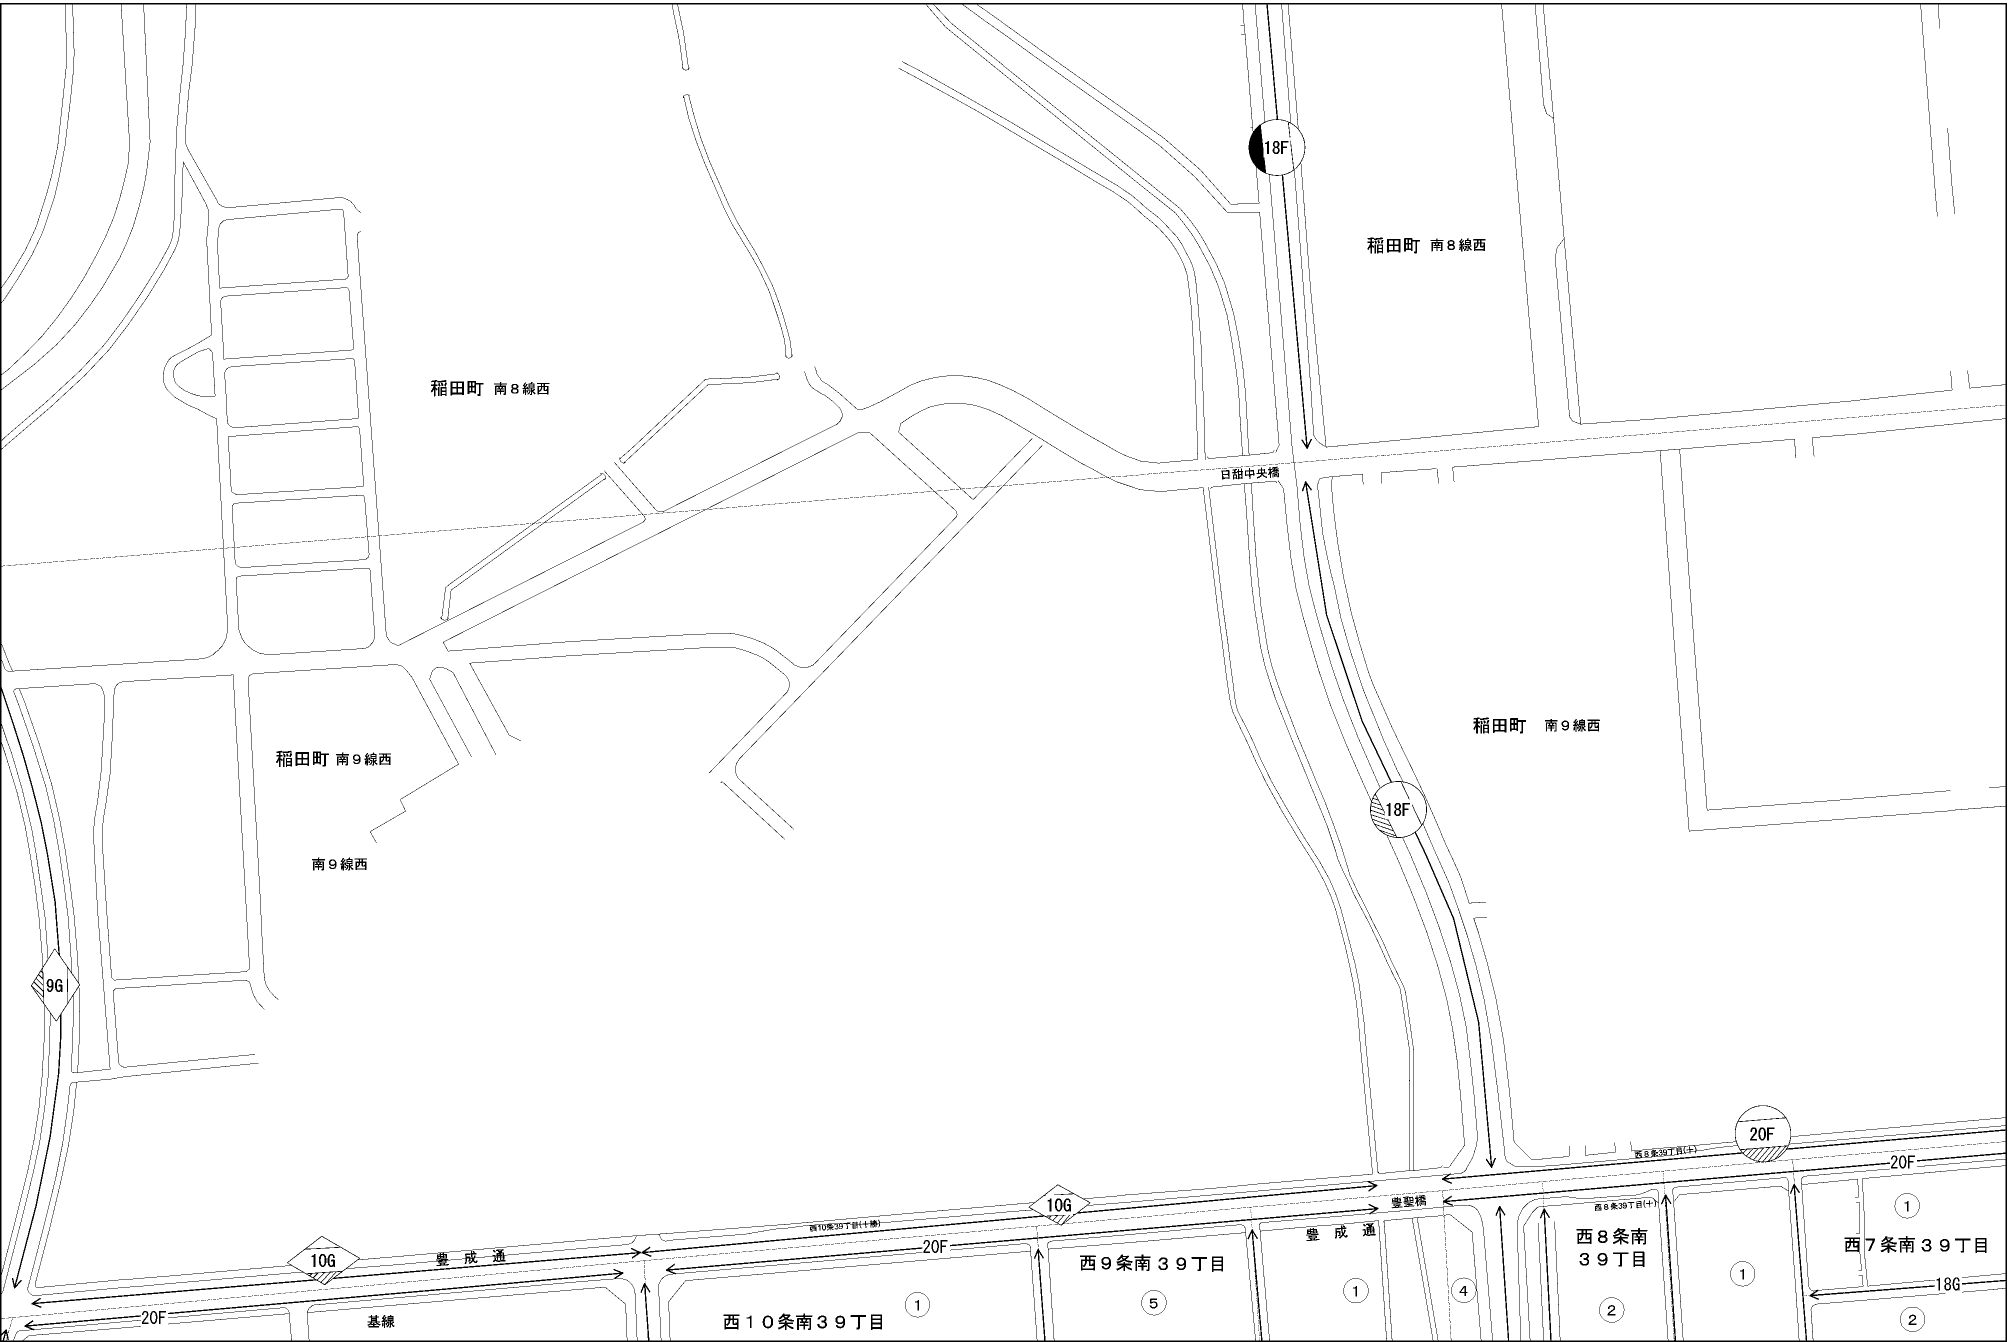 18F
稲田町 南８線西
稲田町 南８線西
日甜中央橋
稲田町 南９線西
稲田町 南９線西
18F
南９線西
9G
20F
西８条39丁目(十)
20F
10G
豊聖橋
西８条39丁目(十)
①
西10条39丁目(十勝)
豊成通
西８条南
３９丁目
西７条南３９丁目
20F
豊成通
10G
西９条南３９丁目
①
18G
①
④
⑤
①
②
②
20F
基線
西１０条南３９丁目